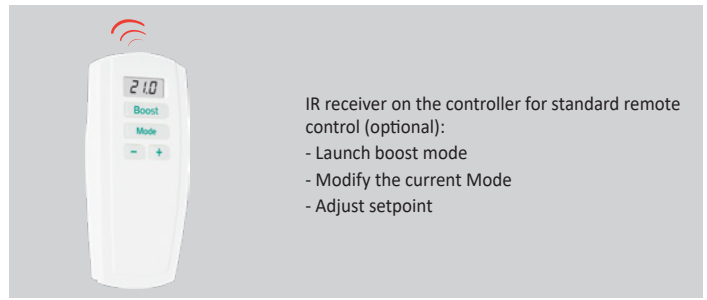 21.0
Boost
Mode
- +
IR receiver on the controller for standard remote
control (optional):
- Launch boost mode
- Modify the current Mode
- Adjust setpoint